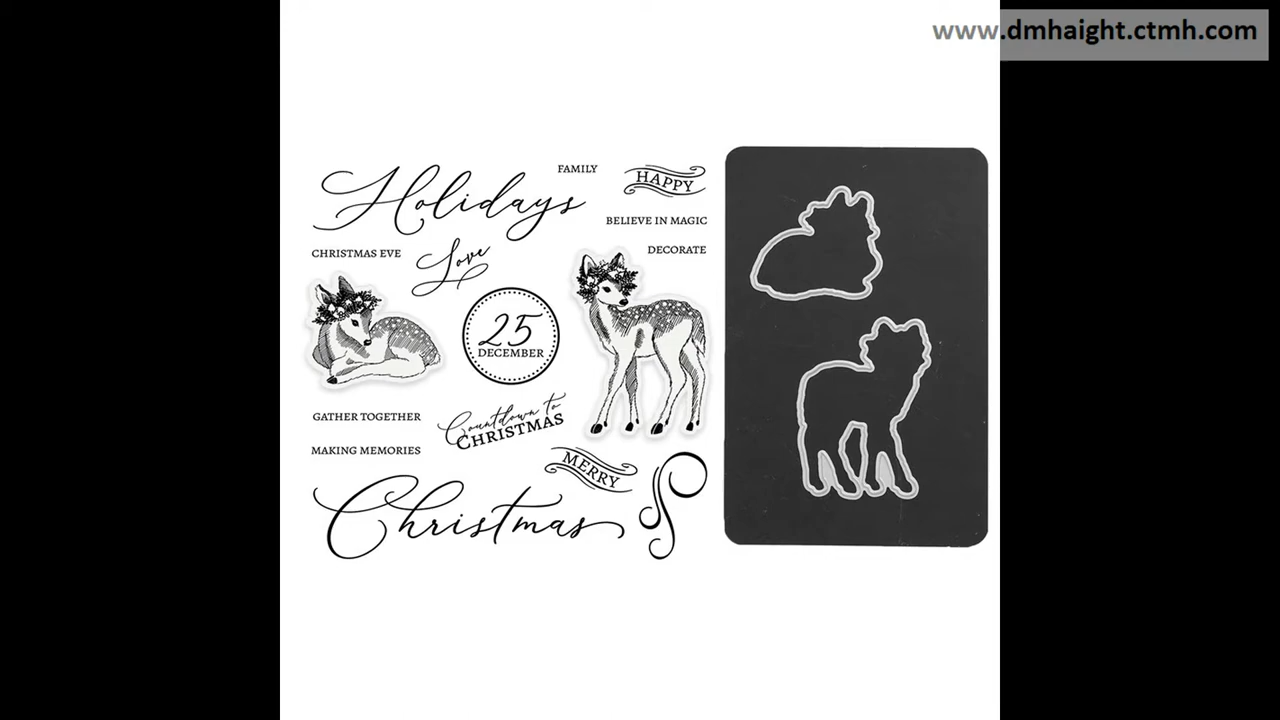 www.dmhaight.ctmh.com
FAMILY
HAPPY
Holidays
BELIEVE IN MAGIC
CHRISTMAS EVE
Love
DECORATE
25
DECEMBER
GATHER TOGETHER
Countdown to
CHRISTMAS
MAKING MEMORIES
MERRY
Christmas